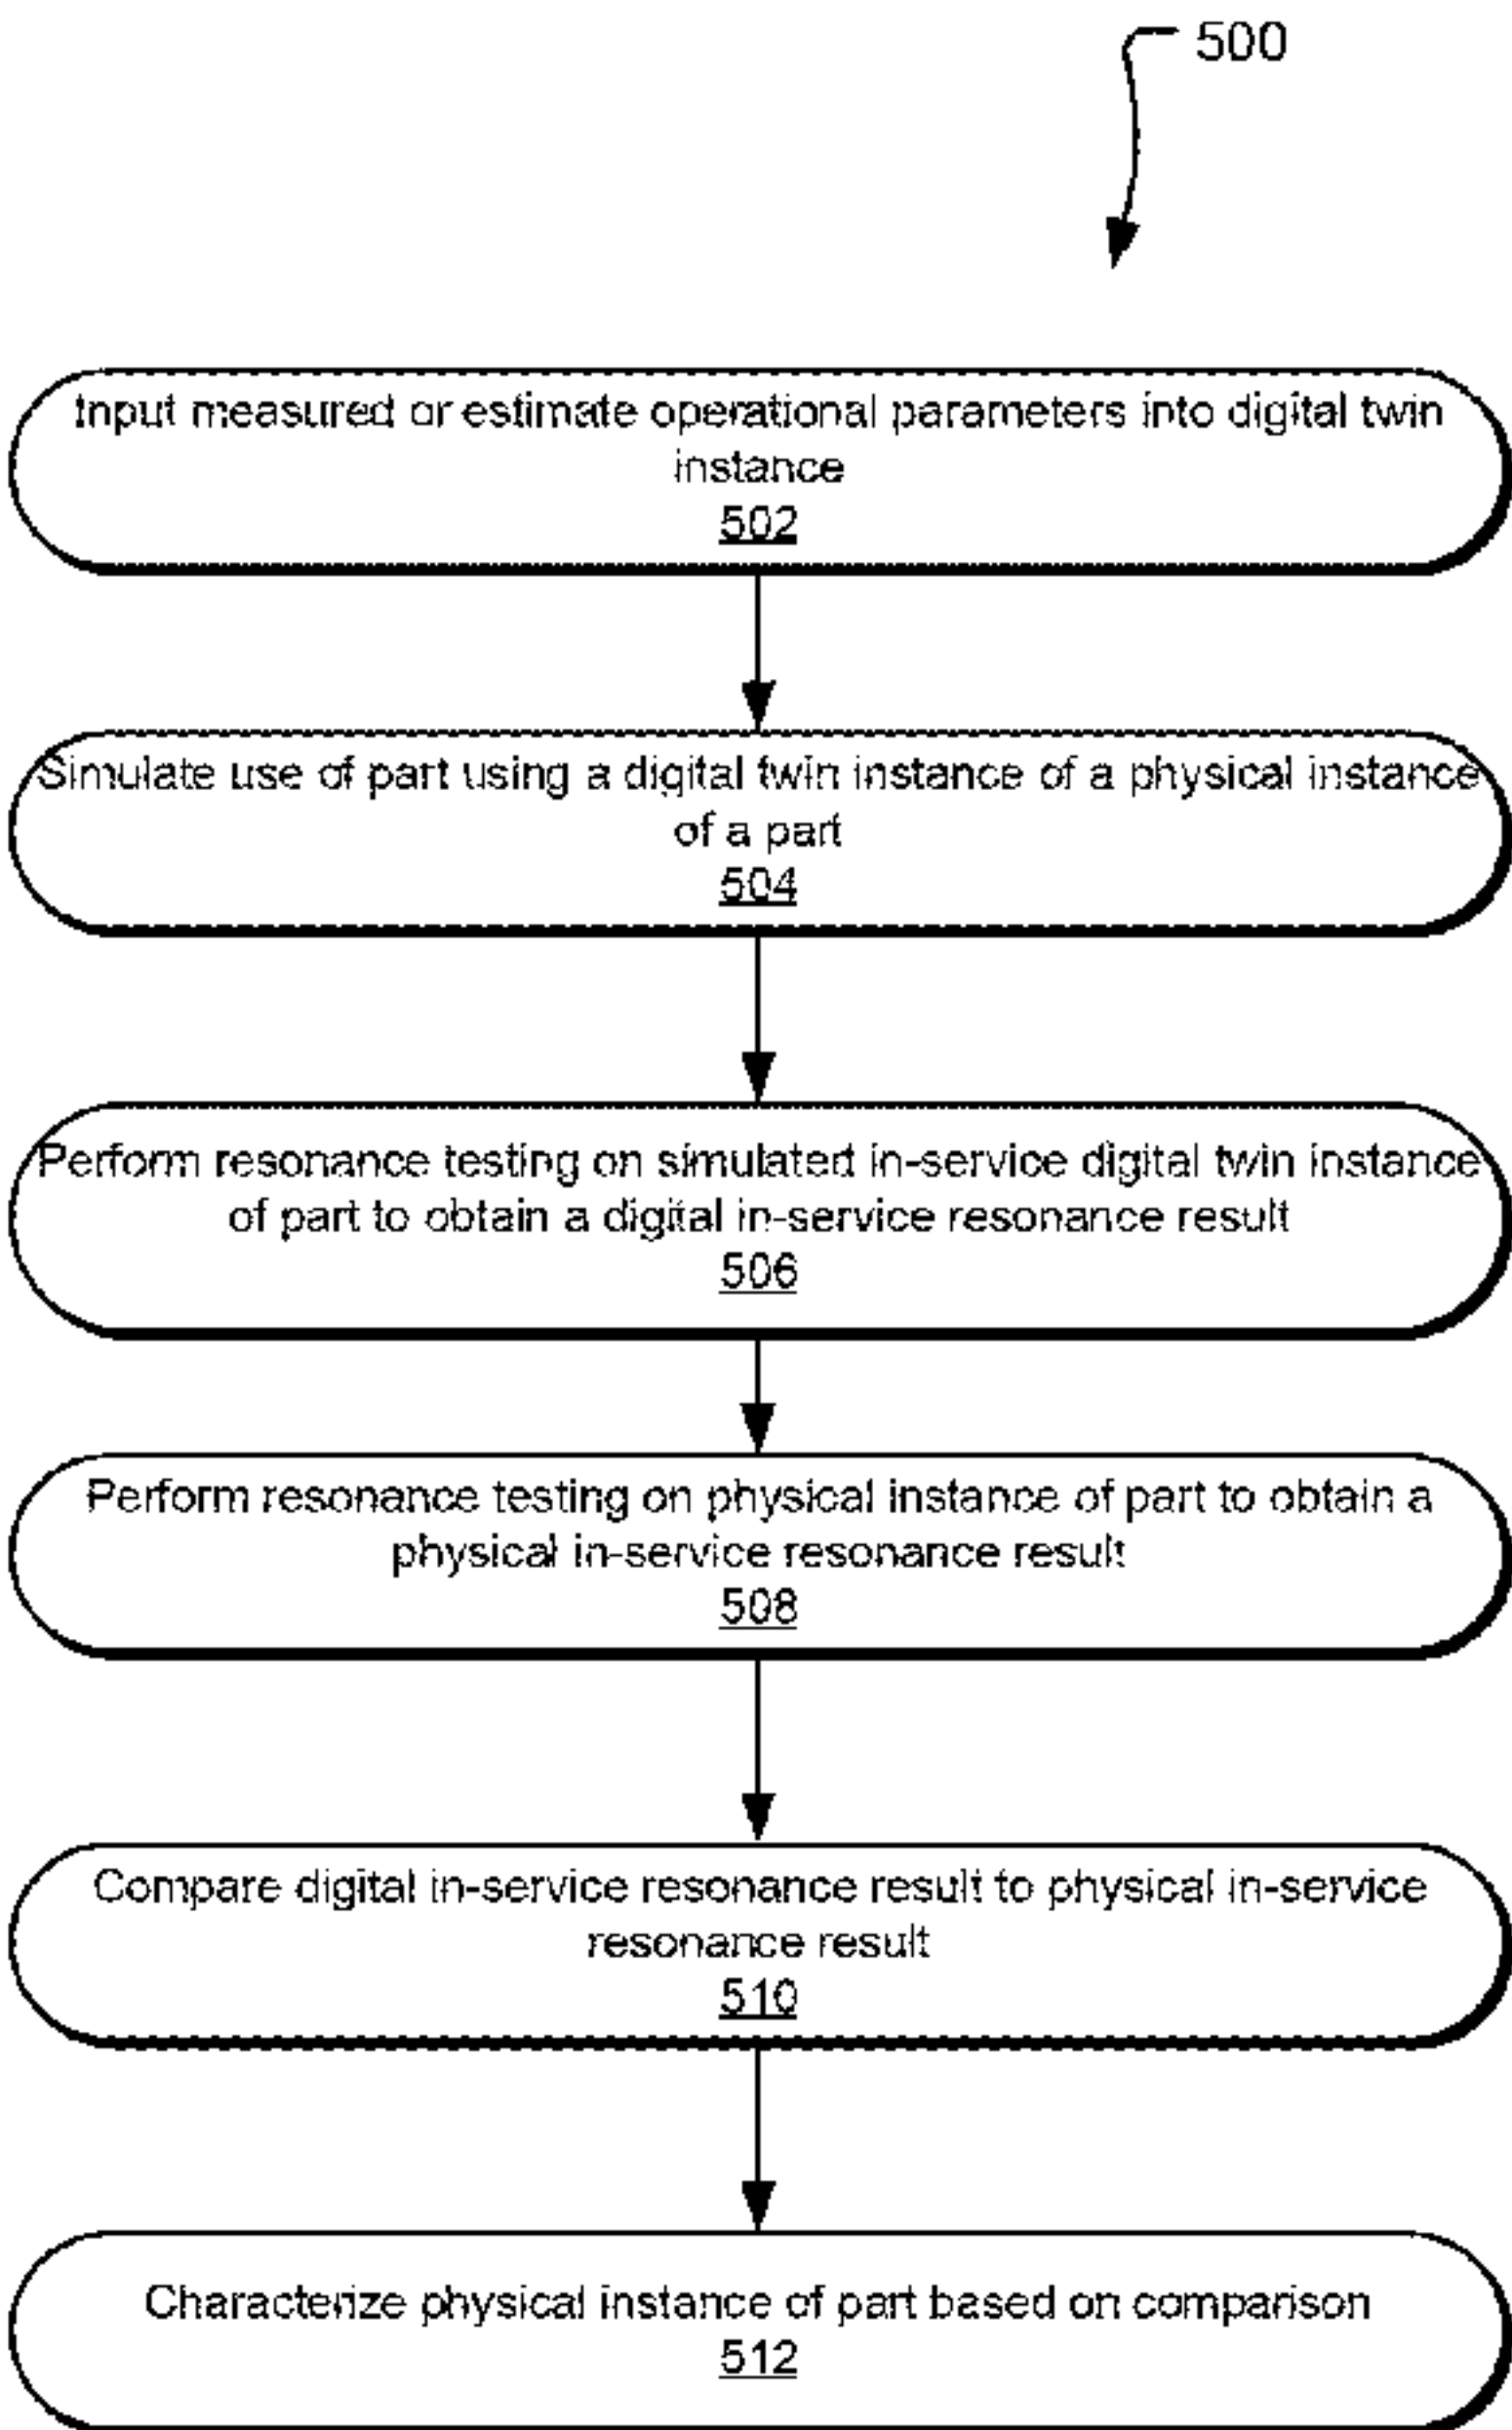 500
Input measured or estimate operational parameters into digital twin
instance
502
Simulate use of part using a digital twin instance of a physical instance
of a part
504
Perform resonance testing on simulated in-service digital twin instance
of part to obtain a digital in-service resonance result
506
Perform resonance testing on physical instance of part to obtain a
physical in-service resonance result
508
Compare digital in-service resonance result to physical in-service
resonance result
510
Characterize physical instance of part based on comparison
512